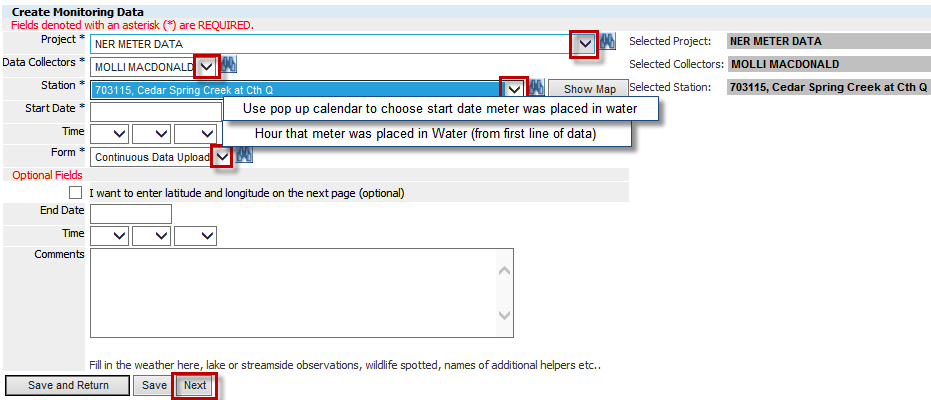 Create Monitoring Data
Fields denoted with an asterisk (*) are REQUIRED.
Project * NER METER DATA Selected Project: NER METER DATA
Data Collectors * MOLLI MACDONALD Selected Collectors: MOLLI MACDONALD
Station * 703115, Cedar Spring Creek at Cth Q Show Map Selected Station: 703115, Cedar Spring Creek at Cth Q
Start Date * Use pop up calendar to choose start date meter was placed in water
Time Hour that meter was placed in Water (from first line of data)
Form * Continuous Data Upload
Optional Fields
I want to enter latitude and longitude on the next page (optional)
End Date
Time
Comments
Fill in the weather here, lake or streamside observations, wildlife spotted, names of additional helpers etc..
Save and Return Save Next